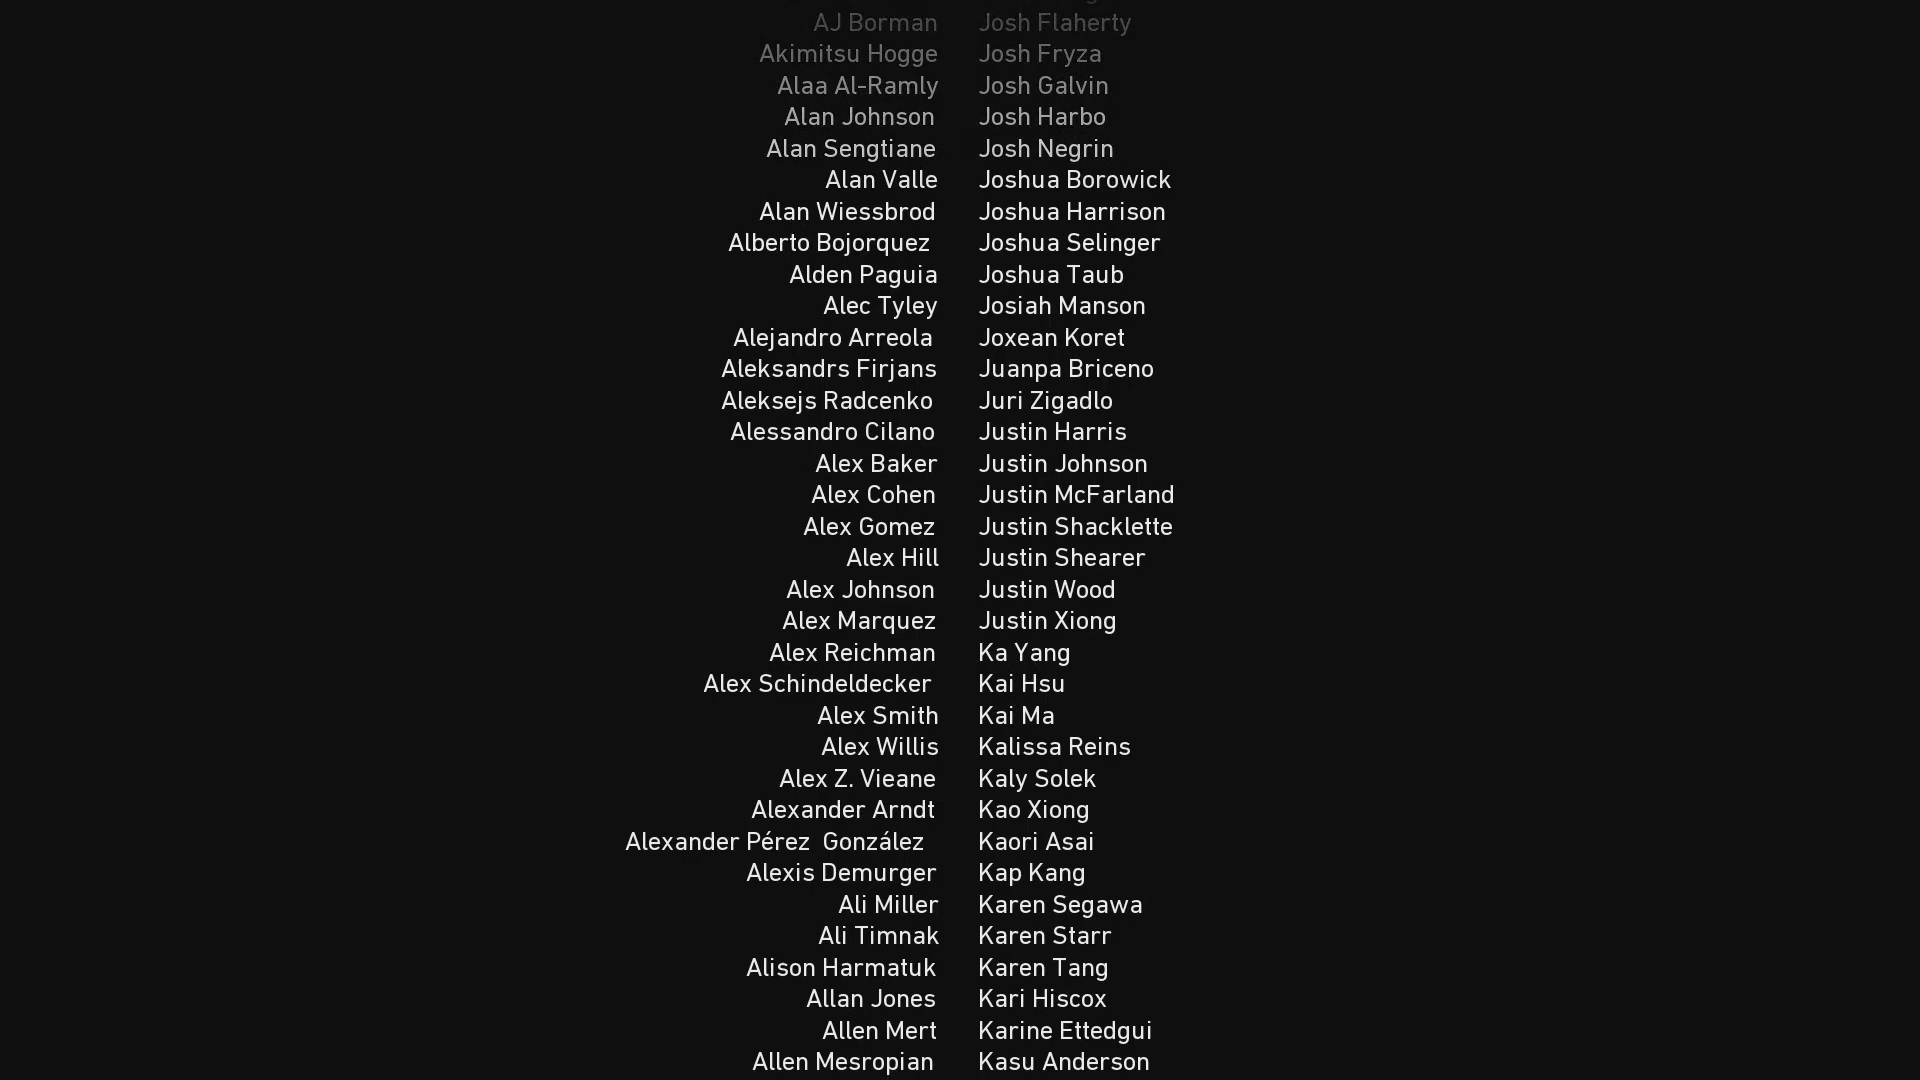 AJ Borman Josh Flaherty
Akimitsu Hogge Josh Fryza
Alaa Al-Ramly Josh Galvin
Alan Johnson Josh Harbo
Alan Sengtiane Josh Negrin
Alan Valle Joshua Borowick
Alan Wiessbrod Joshua Harrison
Alberto Bojorquez Joshua Selinger
Alden Paguia Joshua Taub
Alec Tyley Josiah Manson
Alejandro Arreola Joxean Koret
Aleksandrs Firjans Juanpa Briceno
Aleksejs Radcenko Juri Zigadlo
Alessandro Cilano Justin Harris
Alex Baker Justin Johnson
Alex Cohen Justin McFarland
Alex Gomez Justin Shacklette
Alex Hill Justin Shearer
Alex Johnson Justin Wood
Alex Marquez Justin Xiong
Alex Reichman Ka Yang
Alex Schindeldecker Kai Hsu
Alex Smith Kai Ma
Alex Willis Kalissa Reins
Alex Z. Vieane Kaly Solek
Alexander Arndt Kao Xiong
Alexander Pérez González Kaori Asai
Alexis Demurger Kap Kang
Ali Miller Karen Segawa
Ali Timnak Karen Starr
Alison Harmatuk Karen Tang
Allan Jones Kari Hiscox
Allen Mert Karine Ettedgui
Allen Mesropian Kasu Anderson